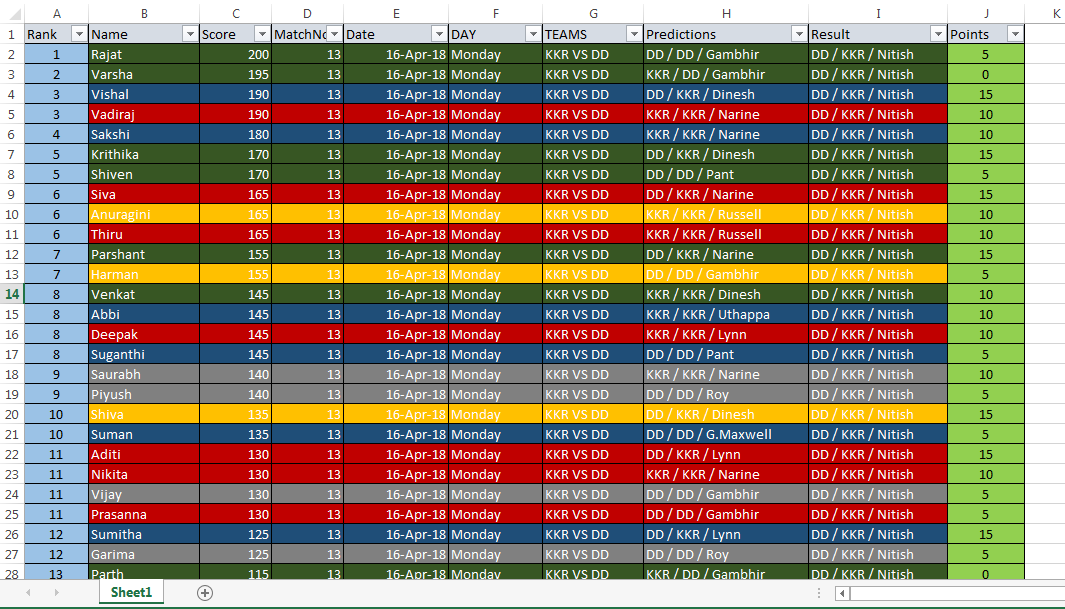 A B C D E F G H I J K
1 Rank Name Score MatchNo Date DAY TEAMS Predictions Result Points
2 1 Rajat 200 13 16-Apr-18 Monday KKR VS DD DD / DD / Gambhir DD / KKR / Nitish 5
3 2 Varsha 195 13 16-Apr-18 Monday KKR VS DD KKR / DD / Gambhir DD / KKR / Nitish 0
4 3 Vishal 190 13 16-Apr-18 Monday KKR VS DD DD / KKR / Dinesh DD / KKR / Nitish 15
5 3 Vadiraj 190 13 16-Apr-18 Monday KKR VS DD KKR / KKR / Narine DD / KKR / Nitish 10
6 4 Sakshi 180 13 16-Apr-18 Monday KKR VS DD KKR / KKR / Narine DD / KKR / Nitish 10
7 5 Krithika 170 13 16-Apr-18 Monday KKR VS DD DD / KKR / Dinesh DD / KKR / Nitish 15
8 5 Shiven 170 13 16-Apr-18 Monday KKR VS DD DD / DD / Pant DD / KKR / Nitish 5
9 6 Siva 165 13 16-Apr-18 Monday KKR VS DD DD / KKR / Narine DD / KKR / Nitish 15
10 6 Anuragini 165 13 16-Apr-18 Monday KKR VS DD KKR / KKR / Russell DD / KKR / Nitish 10
11 6 Thiru 165 13 16-Apr-18 Monday KKR VS DD KKR / KKR / Russell DD / KKR / Nitish 10
12 7 Parshant 155 13 16-Apr-18 Monday KKR VS DD DD / KKR / Narine DD / KKR / Nitish 15
13 7 Harman 155 13 16-Apr-18 Monday KKR VS DD DD / DD / Gambhir DD / KKR / Nitish 5
14 8 Venkat 145 13 16-Apr-18 Monday KKR VS DD KKR / KKR / Dinesh DD / KKR / Nitish 10
15 8 Abbi 145 13 16-Apr-18 Monday KKR VS DD KKR / KKR / Uthappa DD / KKR / Nitish 10
16 8 Deepak 145 13 16-Apr-18 Monday KKR VS DD KKR / KKR / Lynn DD / KKR / Nitish 10
17 8 Suganthi 145 13 16-Apr-18 Monday KKR VS DD DD / DD / Pant DD / KKR / Nitish 5
18 9 Saurabh 140 13 16-Apr-18 Monday KKR VS DD KKR / KKR / Narine DD / KKR / Nitish 10
19 9 Piyush 140 13 16-Apr-18 Monday KKR VS DD DD / DD / Roy DD / KKR / Nitish 5
20 10 Shiva 135 13 16-Apr-18 Monday KKR VS DD DD / KKR / Dinesh DD / KKR / Nitish 15
21 10 Suman 135 13 16-Apr-18 Monday KKR VS DD DD / DD / G.Maxwell DD / KKR / Nitish 5
22 11 Aditi 130 13 16-Apr-18 Monday KKR VS DD DD / KKR / Lynn DD / KKR / Nitish 15
23 11 Nikita 130 13 16-Apr-18 Monday KKR VS DD KKR / KKR / Narine DD / KKR / Nitish 10
24 11 Vijay 130 13 16-Apr-18 Monday KKR VS DD DD / DD / Gambhir DD / KKR / Nitish 5
25 11 Prasanna 130 13 16-Apr-18 Monday KKR VS DD DD / DD / Gambhir DD / KKR / Nitish 5
26 12 Sumitha 125 13 16-Apr-18 Monday KKR VS DD DD / KKR / Lynn DD / KKR / Nitish 15
27 12 Garima 125 13 16-Apr-18 Monday KKR VS DD DD / DD / Roy DD / KKR / Nitish 5
28 13 Parth 115 13 16-Apr-18 Monday KKR VS DD KKR / DD / Gambhir DD / KKR / Nitish 0
Sheet1